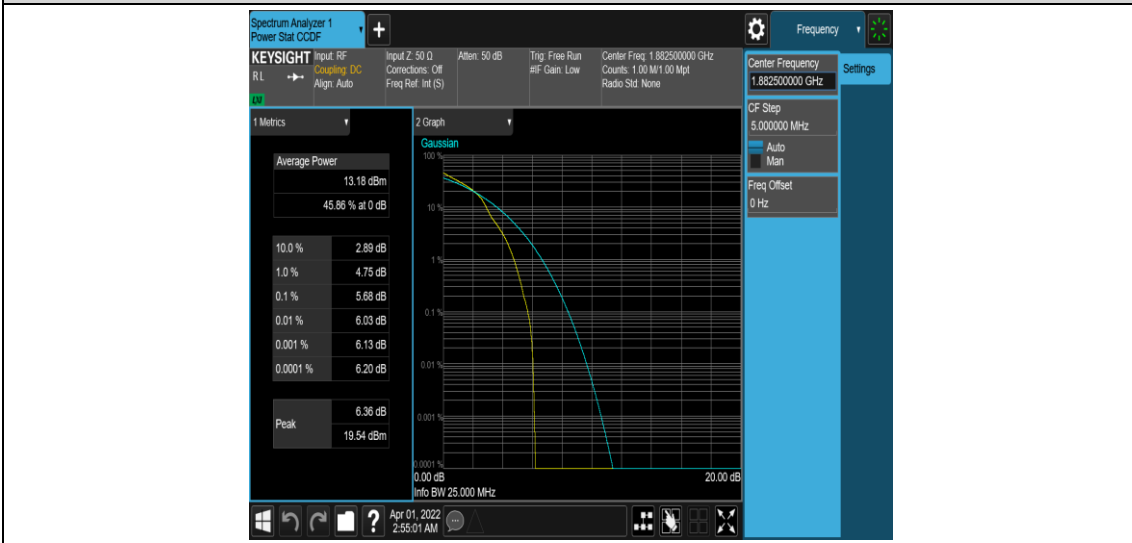 Spectrum Analyzer 1
Power Stat CCDF
+
Frequency
KEYSIGHT
R L
LXI
Input: RF
Coupling: DC
Align: Auto
Input Z: 50 Ω
Corrections: Off
Freq Ref: Int (S)
Atten: 50 dB
Trig: Free Run
#IF Gain: Low
Center Freq: 1.882500000 GHz
Counts: 1.00 M/1.00 Mpt
Radio Std: None
Center Frequency
1.882500000 GHz
Settings
CF Step
5.000000 MHz
Auto
Man
Freq Offset
0 Hz
1 Metrics
Average Power
13.18 dBm
45.86 % at 0 dB
10.0 % 2.89 dB
1.0 % 4.75 dB
0.1 % 5.68 dB
0.01 % 6.03 dB
0.001 % 6.13 dB
0.0001 % 6.20 dB
Peak
6.36 dB
19.54 dBm
2 Graph
Gaussian
100 %
10 %
1 %
0.1 %
0.01 %
0.001 %
0.0001 %
0.00 dB 20.00 dB
Info BW 25.000 MHz
?
Apr 01, 2022
2:55:01 AM